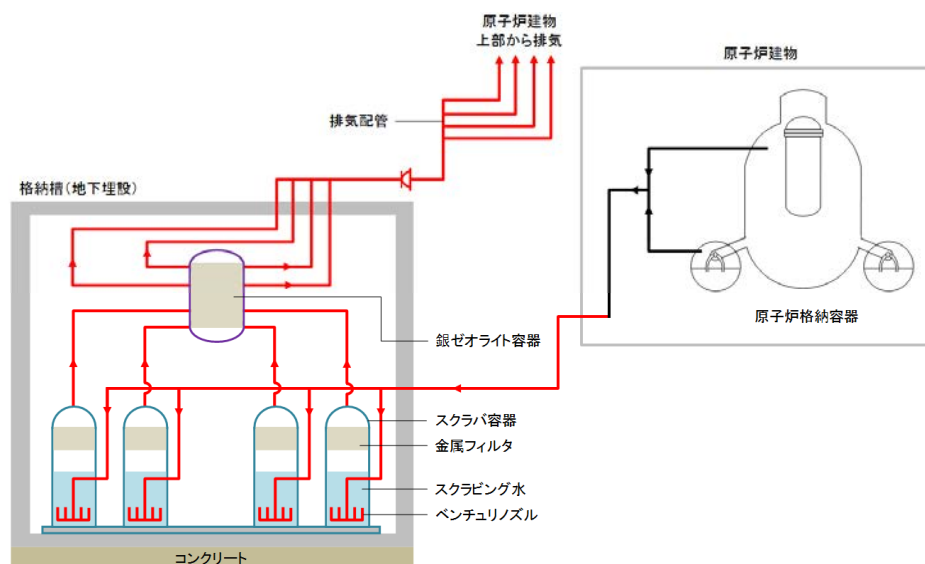 原子炉建物
上部から排気
原子炉建物
排気配管
格納槽(地下埋設)
原子炉格納容器
銀ゼオライト容器
スクラバ容器
金属フィルタ
スクラビング水
ベンチュリノズル
コンクリート